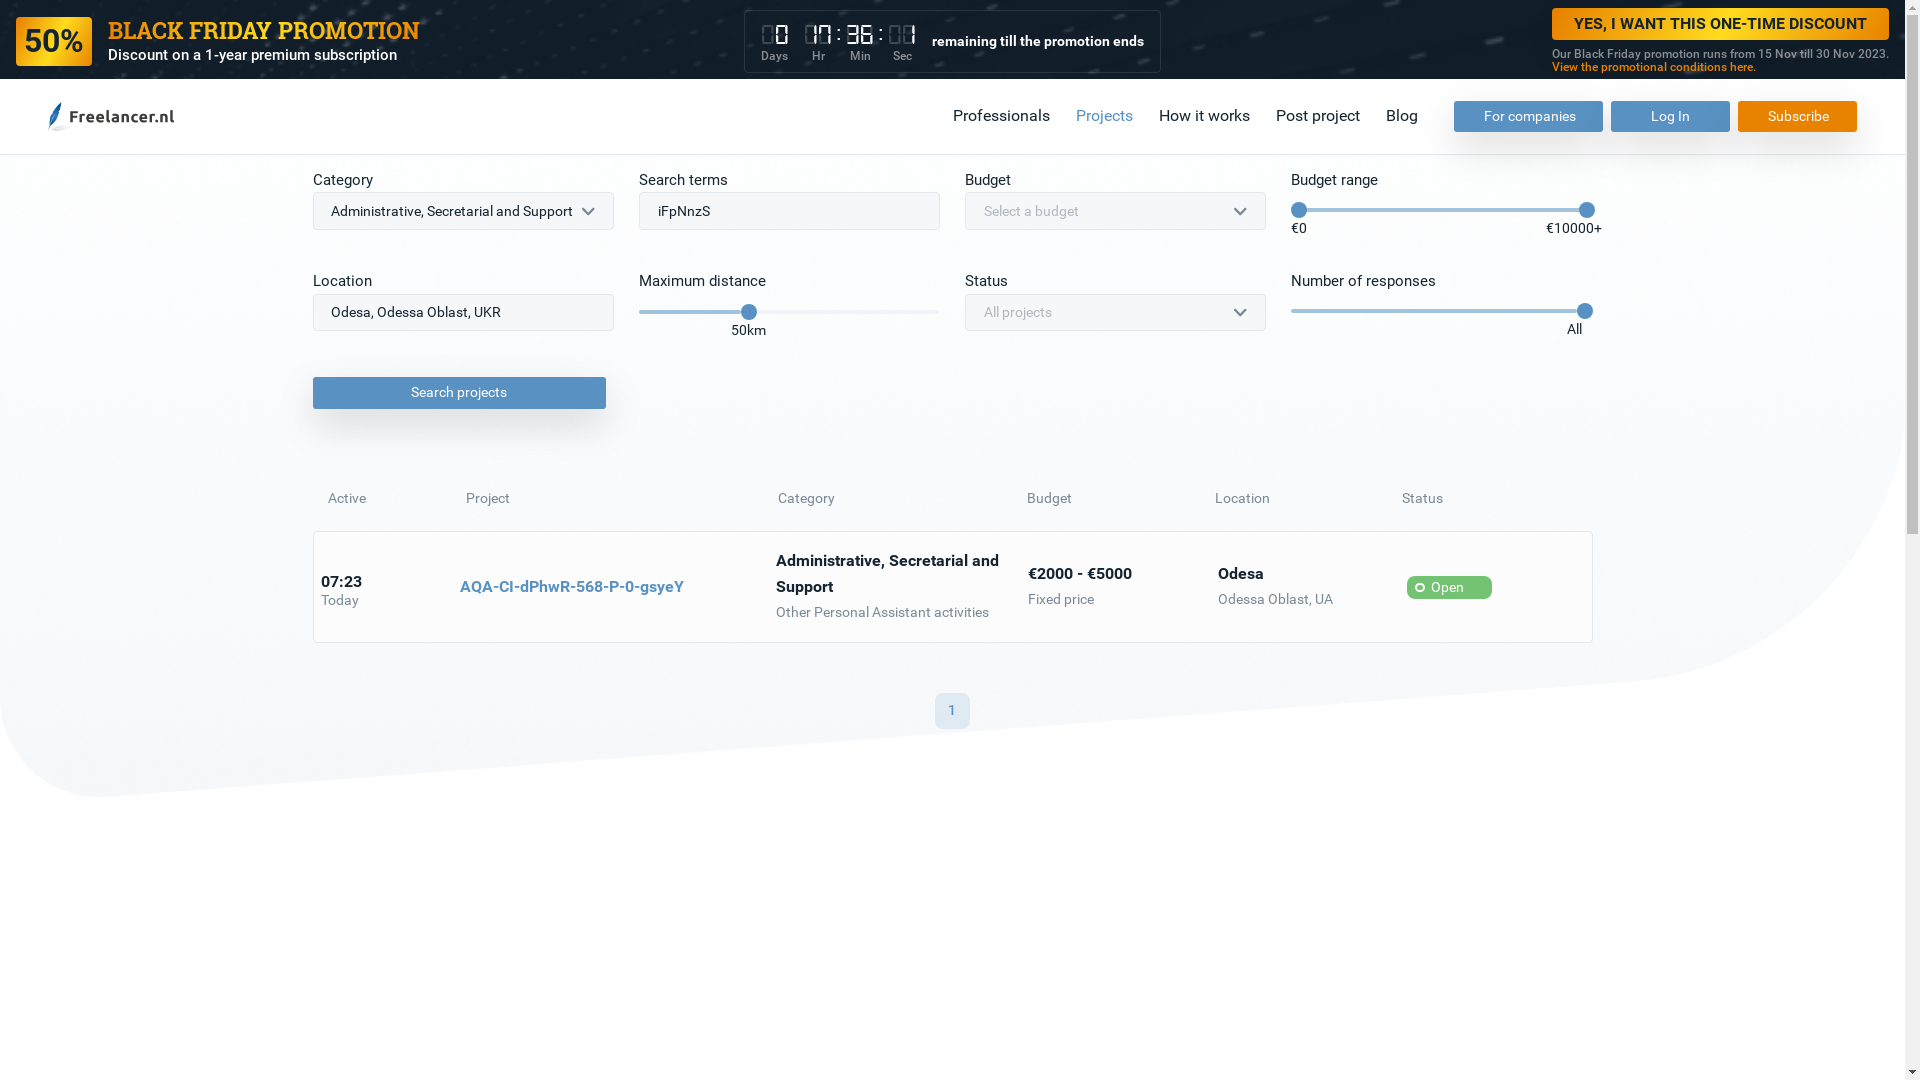 50%
BLACK FRIDAY PROMOTION
Discount on a 1-year premium subscription
0 17 : 36 : 1
Days Hr Min Sec
remaining till the promotion ends
YES, I WANT THIS ONE-TIME DISCOUNT
Our Black Friday promotion runs from 15 Nov till 30 Nov 2023.
View the promotional conditions here.
Freelancer.nl
Professionals Projects How it works Post project Blog For companies Log In Subscribe
Category Search terms Budget Budget range
Administrative, Secretarial and Support iFpNnzS Select a budget
€0 €10000+
Location Maximum distance Status Number of responses
Odesa, Odessa Oblast, UKR All projects
50km All
Search projects
Active Project Category Budget Location Status
07:23
Today
AQA-CI-dPhwR-568-P-0-gsyeY
Administrative, Secretarial and
Support
Other Personal Assistant activities
€2000 - €5000
Fixed price
Odesa
Odessa Oblast, UA
Open
1